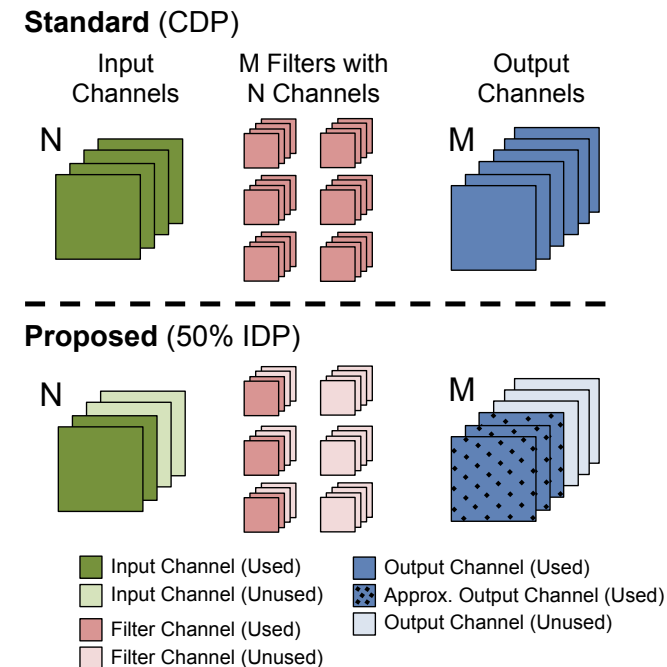 Standard (CDP)
Input
Channels
M Filters with
N Channels
Output
Channels
N
M
Proposed (50% IDP)
N
M
Input Channel (Used)
Input Channel (Unused)
Filter Channel (Used)
Filter Channel (Unused)
Output Channel (Used)
Approx. Output Channel (Used)
Output Channel (Unused)